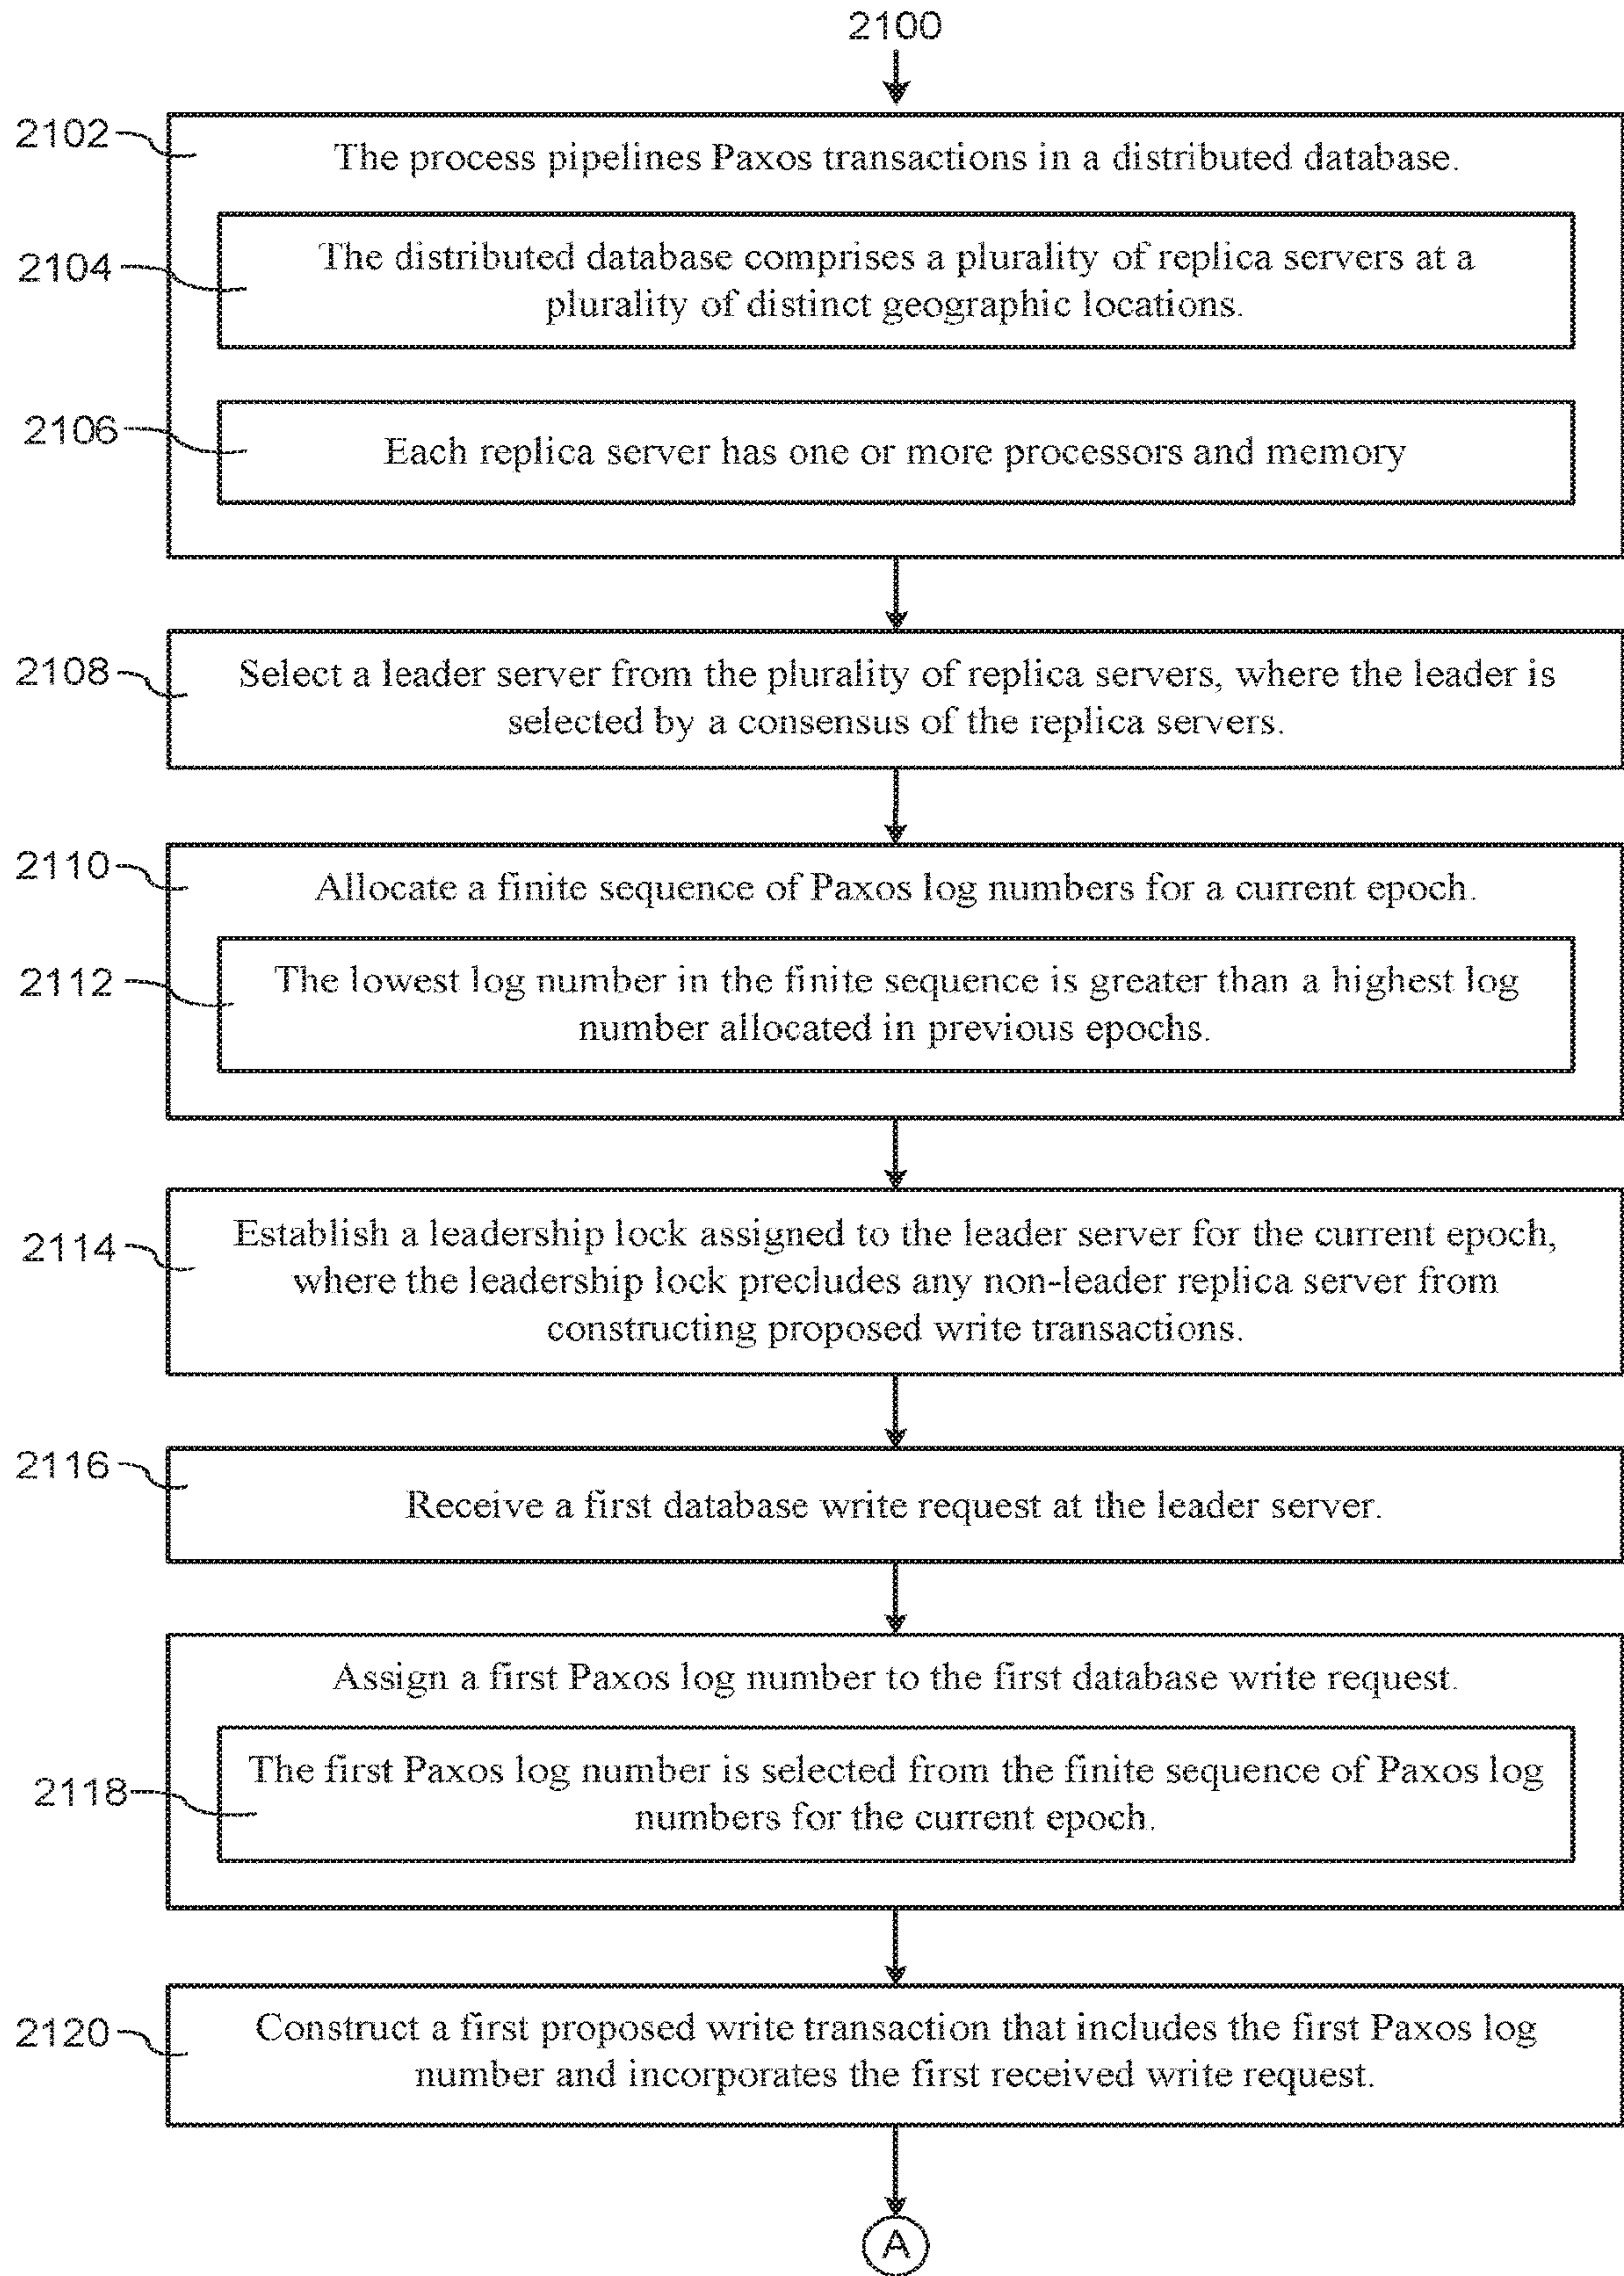 2100
2102
The process pipelines Paxos transactions in a distributed database.
2104
The distributed database comprises a plurality of replica servers at a
plurality of distinct geographic locations.
2106
Each replica server has one or more processors and memory
2108
Select a leader server from the plurality of replica servers, where the leader is
selected by a consensus of the replica servers.
2110
Allocate a finite sequence of Paxos log numbers for a current epoch.
2112
The lowest log number in the finite sequence is greater than a highest log
number allocated in previous epochs.
2114
Establish a leadership lock assigned to the leader server for the current epoch,
where the leadership lock precludes any non-leader replica server from
constructing proposed write transactions.
2116
Receive a first database write request at the leader server.
Assign a first Paxos log number to the first database write request.
2118
The first Paxos log number is selected from the finite sequence of Paxos log
numbers for the current epoch.
2120
Construct a first proposed write transaction that includes the first Paxos log
number and incorporates the first received write request.
A